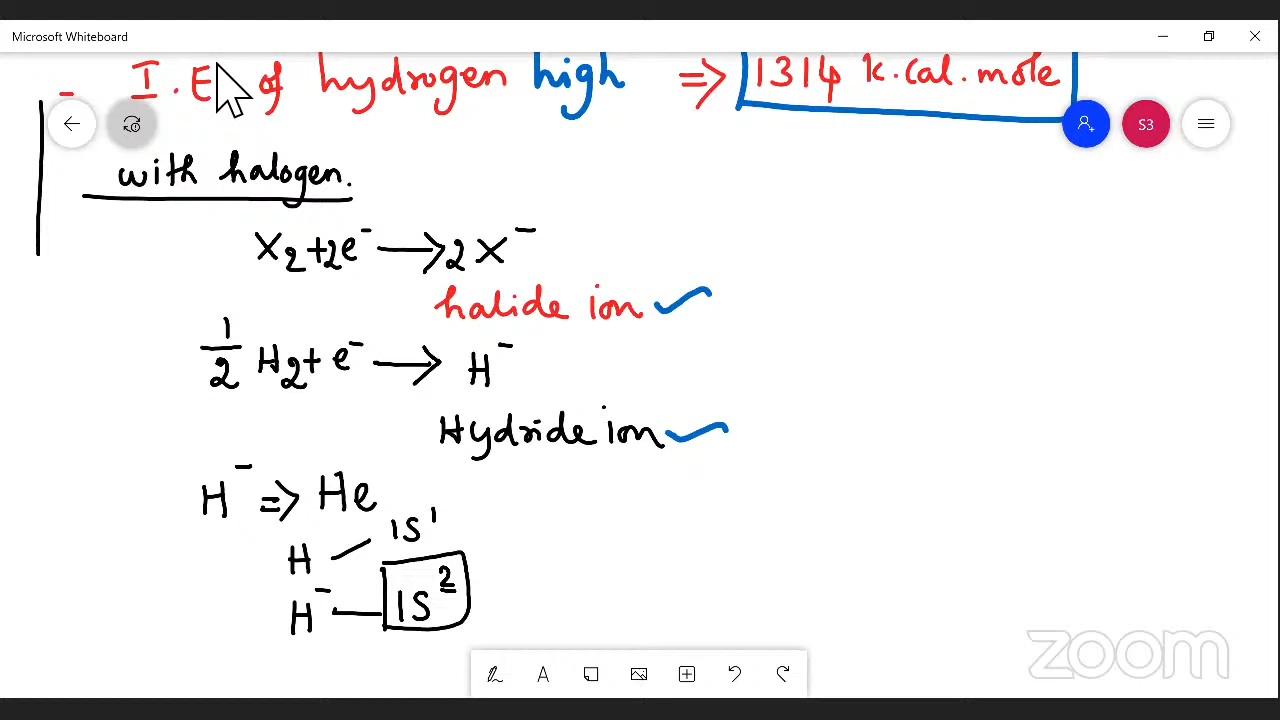 Microsoft Whiteboard
- I.E of hydrogen high => 1314 k.cal.mole
S3
with halogen.
X₂+2e⁻ → 2X⁻
halide ion ✓
1/2 H₂+e⁻ → H⁻
Hydride ion ✓
H⁻ => He
H — 1S¹
H⁻ — 1S²
A
zoom